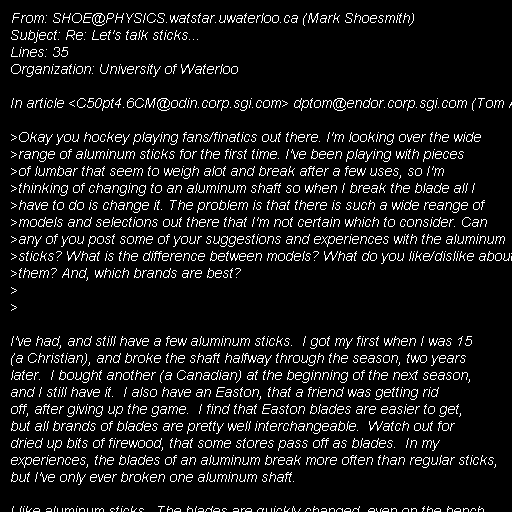 From: SHOE@PHYSICS.watstar.uwaterloo.ca (Mark Shoesmith)
Subject: Re: Let's talk sticks...
Lines: 35
Organization: University of Waterloo

In article <C50pt4.6CM@odin.corp.sgi.com> dptom@endor.corp.sgi.com (Tom

>Okay you hockey playing fans/finatics out there. I'm looking over the wide
>range of aluminum sticks for the first time. I've been playing with pieces
>of lumbar that seem to weigh alot and break after a few uses, so I'm
>thinking of changing to an aluminum shaft so when I break the blade all I
>have to do is change it. The problem is that there is such a wide reange of
>models and selections out there that I'm not certain which to consider. Can
>any of you post some of your suggestions and experiences with the aluminum
>sticks? What is the difference between models? What do you like/dislike about
>them? And, which brands are best?
>
>

I've had, and still have a few aluminum sticks.  I got my first when I was 15
(a Christian), and broke the shaft halfway through the season, two years
later.  I bought another (a Canadian) at the beginning of the next season,
and I still have it.  I also have an Easton, that a friend was getting rid
off, after giving up the game.  I find that Easton blades are easier to get,
but all brands of blades are pretty well interchangeable.  Watch out for
dried up bits of firewood, that some stores pass off as blades.  In my
experiences, the blades of an aluminum break more often than regular sticks,
but I've only ever broken one aluminum shaft.

I like aluminum sticks.  The blades are quickly changed, even on the bench